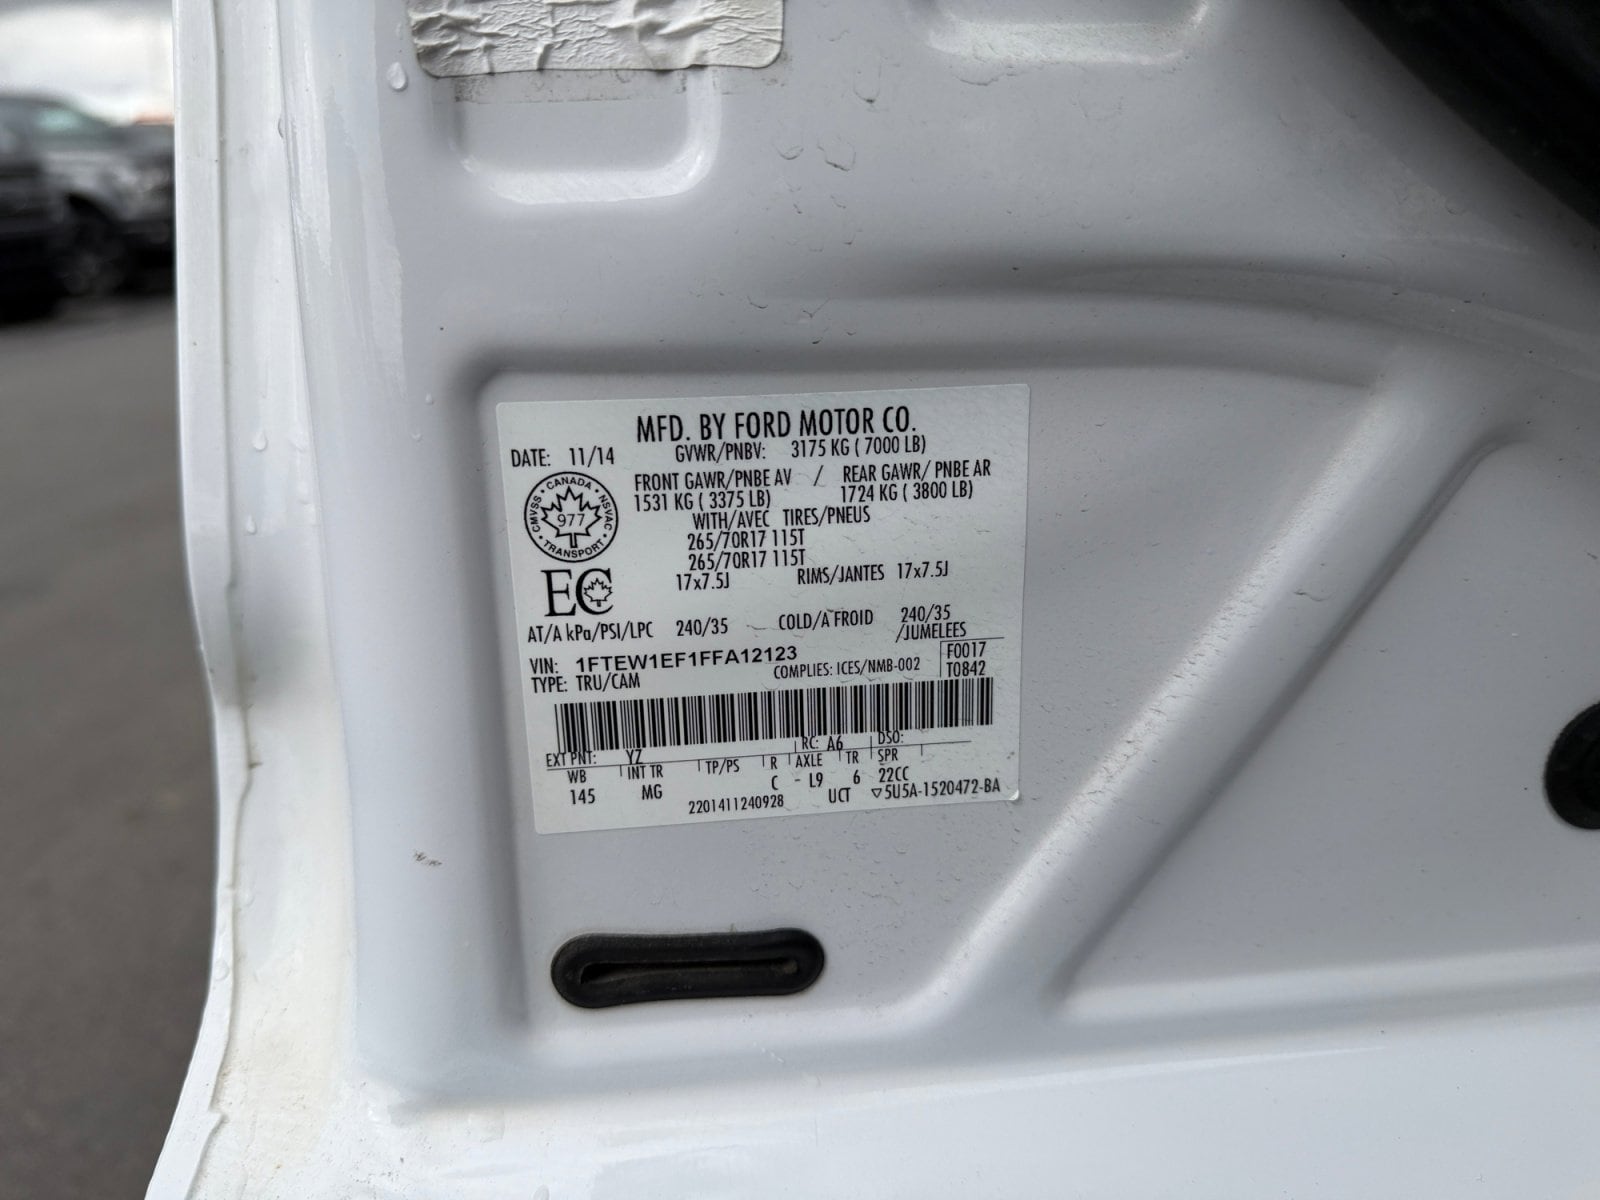 MFD. BY FORD MOTOR CO.
DATE: 11/14 GVWR/PNBV: 3175 KG ( 7000 LB)
FRONT GAWR/PNBE AV / REAR GAWR/ PNBE AR
1531 KG ( 3375 LB) 1724 KG ( 3800 LB)
WITH/AVEC TIRES/PNEUS
265/70R17 115T
265/70R17 115T
17x7.5J RIMS/JANTES 17x7.5J
CANADA
CMVSS 977 NSVAC
TRANSPORT
EC
AT/A kPa/PSI/LPC 240/35 COLD/A FROID 240/35
/JUMELEES
VIN: 1FTEW1EF1FFA12123 F0017
TYPE: TRU/CAM COMPLIES: ICES/NMB-002 T0842
EXT PNT: YZ RC: A6 DSO:
WB INT TR TP/PS R AXLE TR SPR
145 MG C - L9 6 22CC
2201411240928 UCT ▽5U5A-1520472-BA